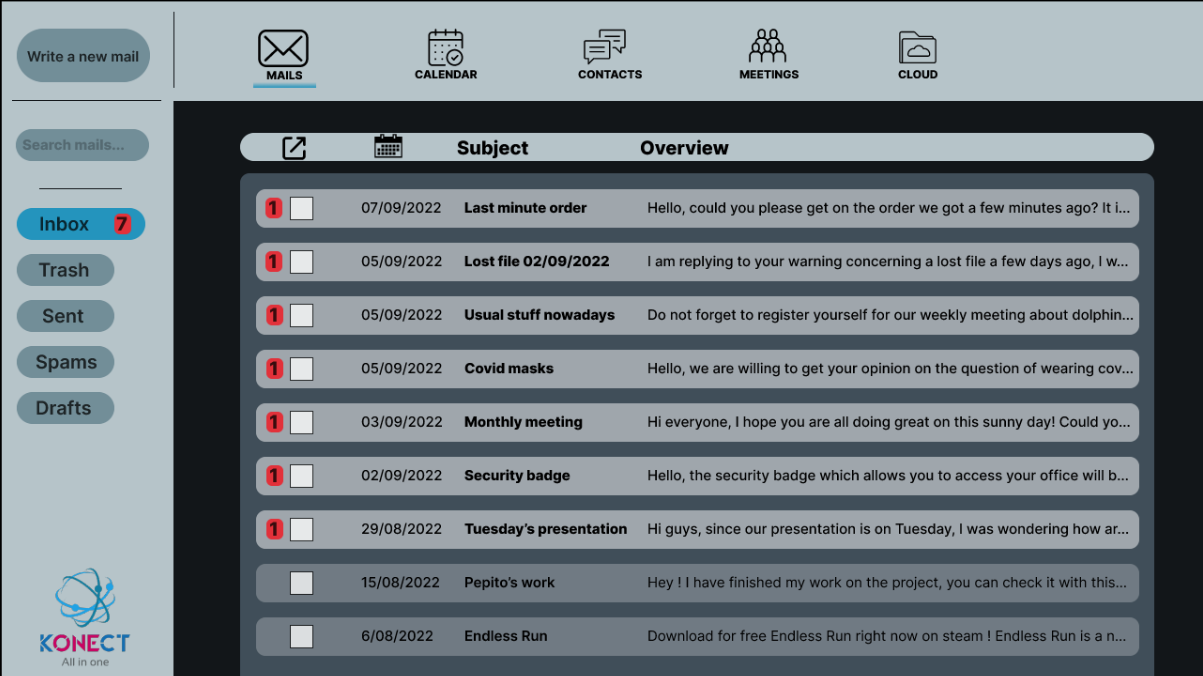 Write a new mail
MAILS
CALENDAR
CONTACTS
MEETINGS
CLOUD
Search mails...
Inbox 7
Trash
Sent
Spams
Drafts
Subject Overview
1 07/09/2022 Last minute order Hello, could you please get on the order we got a few minutes ago? It i...
1 05/09/2022 Lost file 02/09/2022 I am replying to your warning concerning a lost file a few days ago, I w...
1 05/09/2022 Usual stuff nowadays Do not forget to register yourself for our weekly meeting about dolphin...
1 05/09/2022 Covid masks Hello, we are willing to get your opinion on the question of wearing cov...
1 03/09/2022 Monthly meeting Hi everyone, I hope you are all doing great on this sunny day! Could yo...
1 02/09/2022 Security badge Hello, the security badge which allows you to access your office will b...
1 29/08/2022 Tuesday’s presentation Hi guys, since our presentation is on Tuesday, I was wondering how ar...
15/08/2022 Pepito’s work Hey ! I have finished my work on the project, you can check it with this...
6/08/2022 Endless Run Download for free Endless Run right now on steam ! Endless Run is a n...
KONECT
All in one